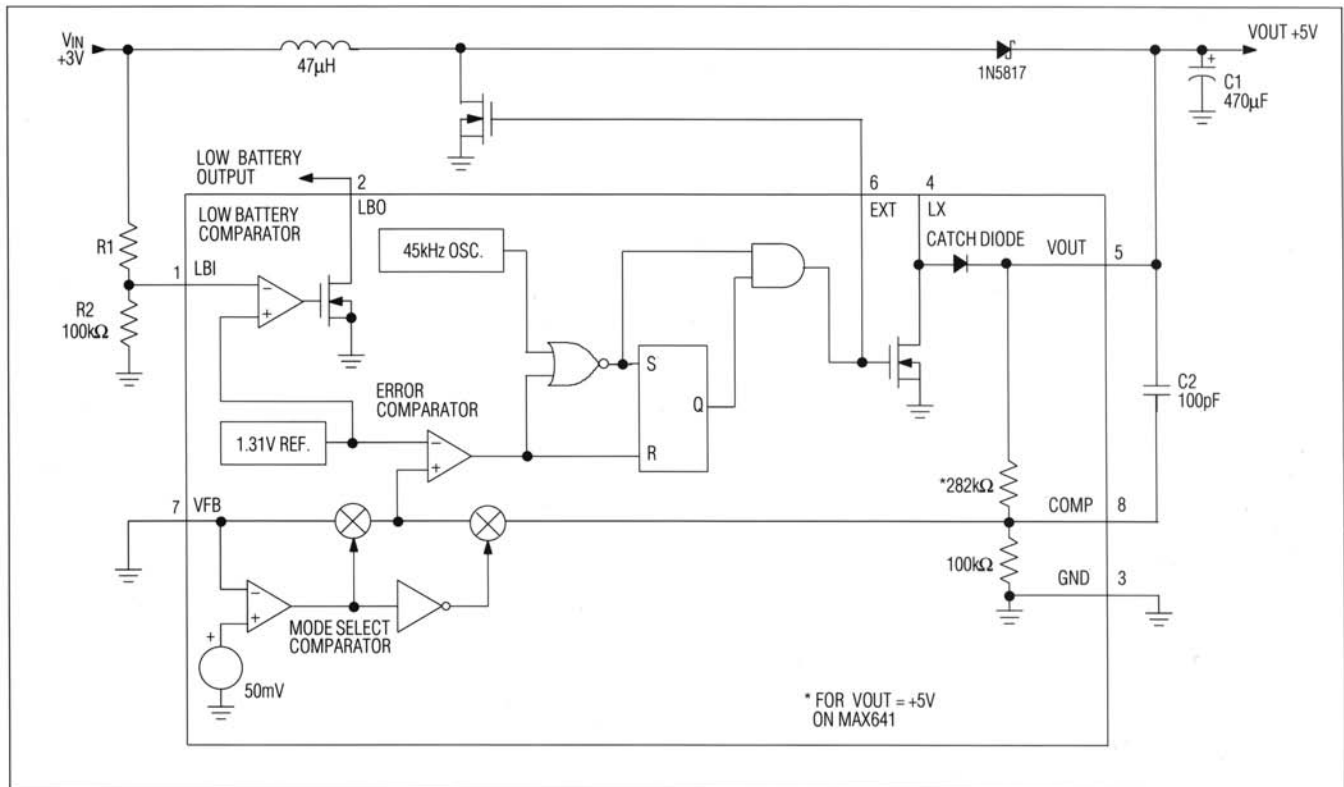 VIN
+3V
47µH
1N5817
VOUT +5V
+
C1
470µF
LOW BATTERY
OUTPUT
2
LBO
6
EXT
4
LX
LOW BATTERY
COMPARATOR
45kHz OSC.
CATCH DIODE
VOUT
5
R1
1
LBI
R2
100kΩ
−
+
S
Q
R
C2
100pF
ERROR
COMPARATOR
1.31V REF.
−
+
*282kΩ
7
VFB
COMP
8
100kΩ
GND
3
−
+
MODE SELECT
COMPARATOR
+
50mV
* FOR VOUT = +5V
ON MAX641